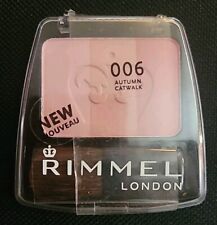 006
AUTUMN
CATWALK
NEW
NOUVEAU
RIMMEL
LONDON